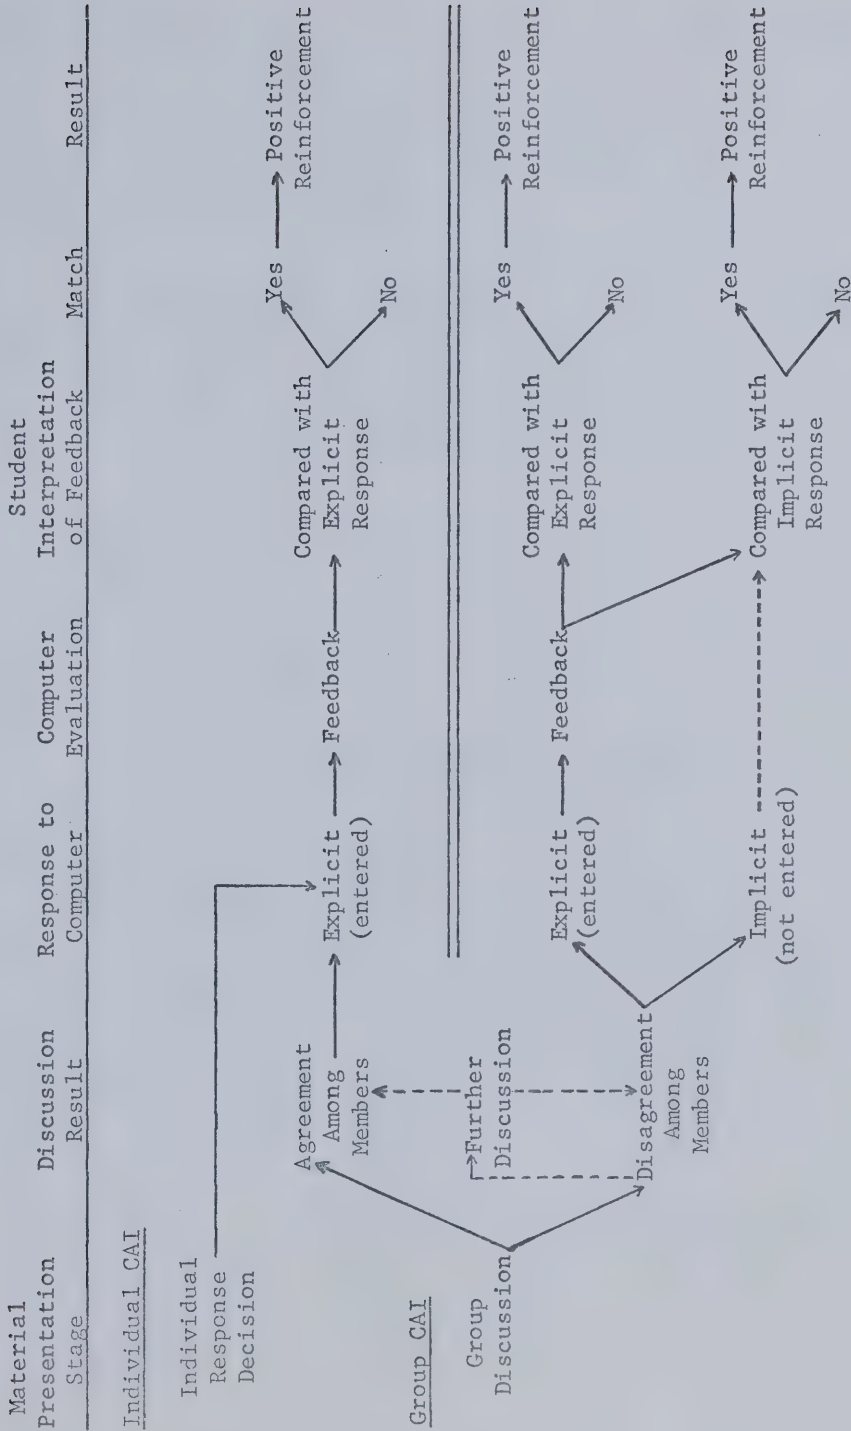 Material
Presentation
Stage
Discussion
Result
Response to
Computer
Computer
Evaluation
Student
Interpretation
of Feedback
Match
Result
Individual CAI
Individual
Response
Decision
Agreement
Among
Members
Explicit
(entered)
Feedback
Compared with
Explicit
Response
Yes
Positive
Reinforcement
No
Group CAI
Group
Discussion
Further
Discussion
Disagreement
Among
Members
Explicit
(entered)
Feedback
Compared with
Explicit
Response
Yes
Positive
Reinforcement
No
Implicit
(not entered)
Compared with
Implicit
Response
Yes
Positive
Reinforcement
No